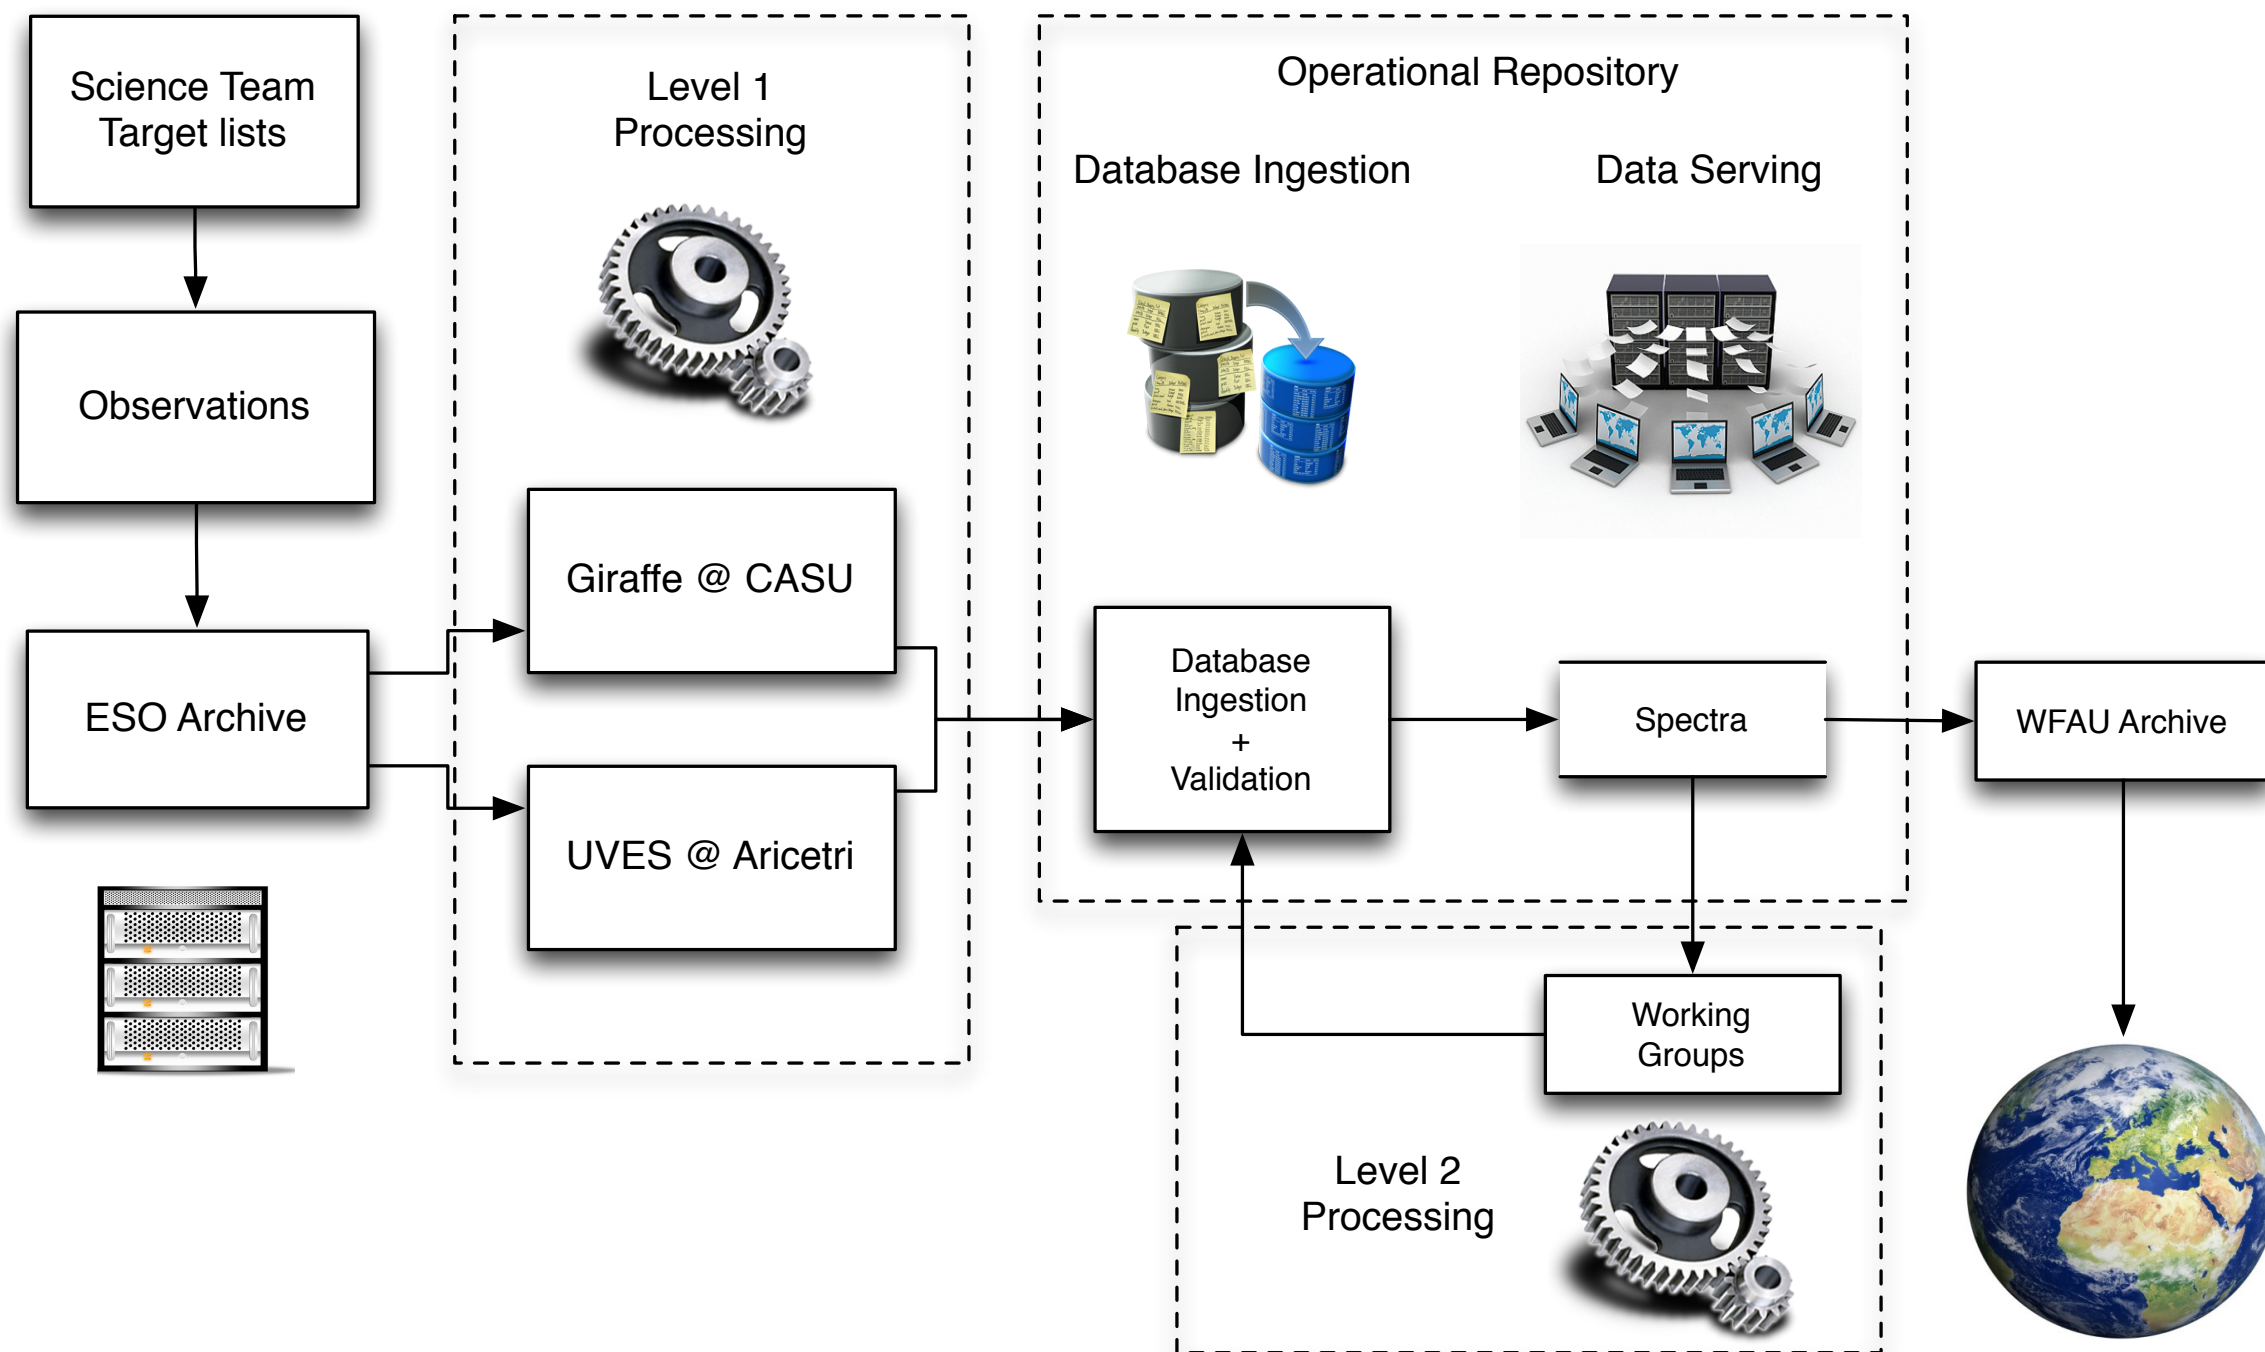 Science Team
Target lists
Observations
ESO Archive
Level 1
Processing
Giraffe @ CASU
UVES @ Aricetri
Operational Repository
Database Ingestion
Data Serving
Database
Ingestion
+
Validation
Spectra
WFAU Archive
Working
Groups
Level 2
Processing